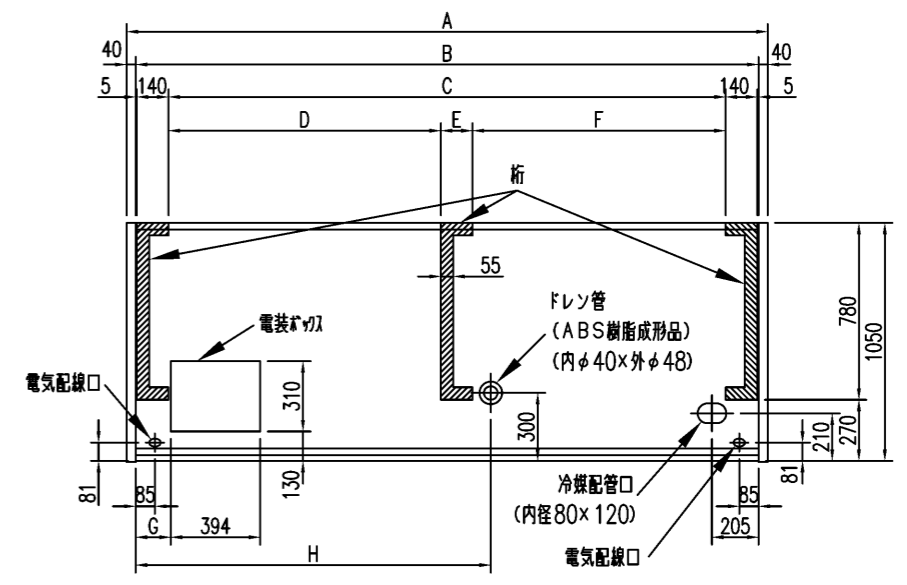 A
40
B
40
5
140
C
140
5
D
E
F
桁
55
ドレン管
(ABS樹脂成形品)
(内φ40×外φ48)
780
1050
電装ボックス
電気配線口
310
300
210
270
81
130
81
冷媒配管口
(内径80×120)
85
85
G
394
205
H
電気配線口